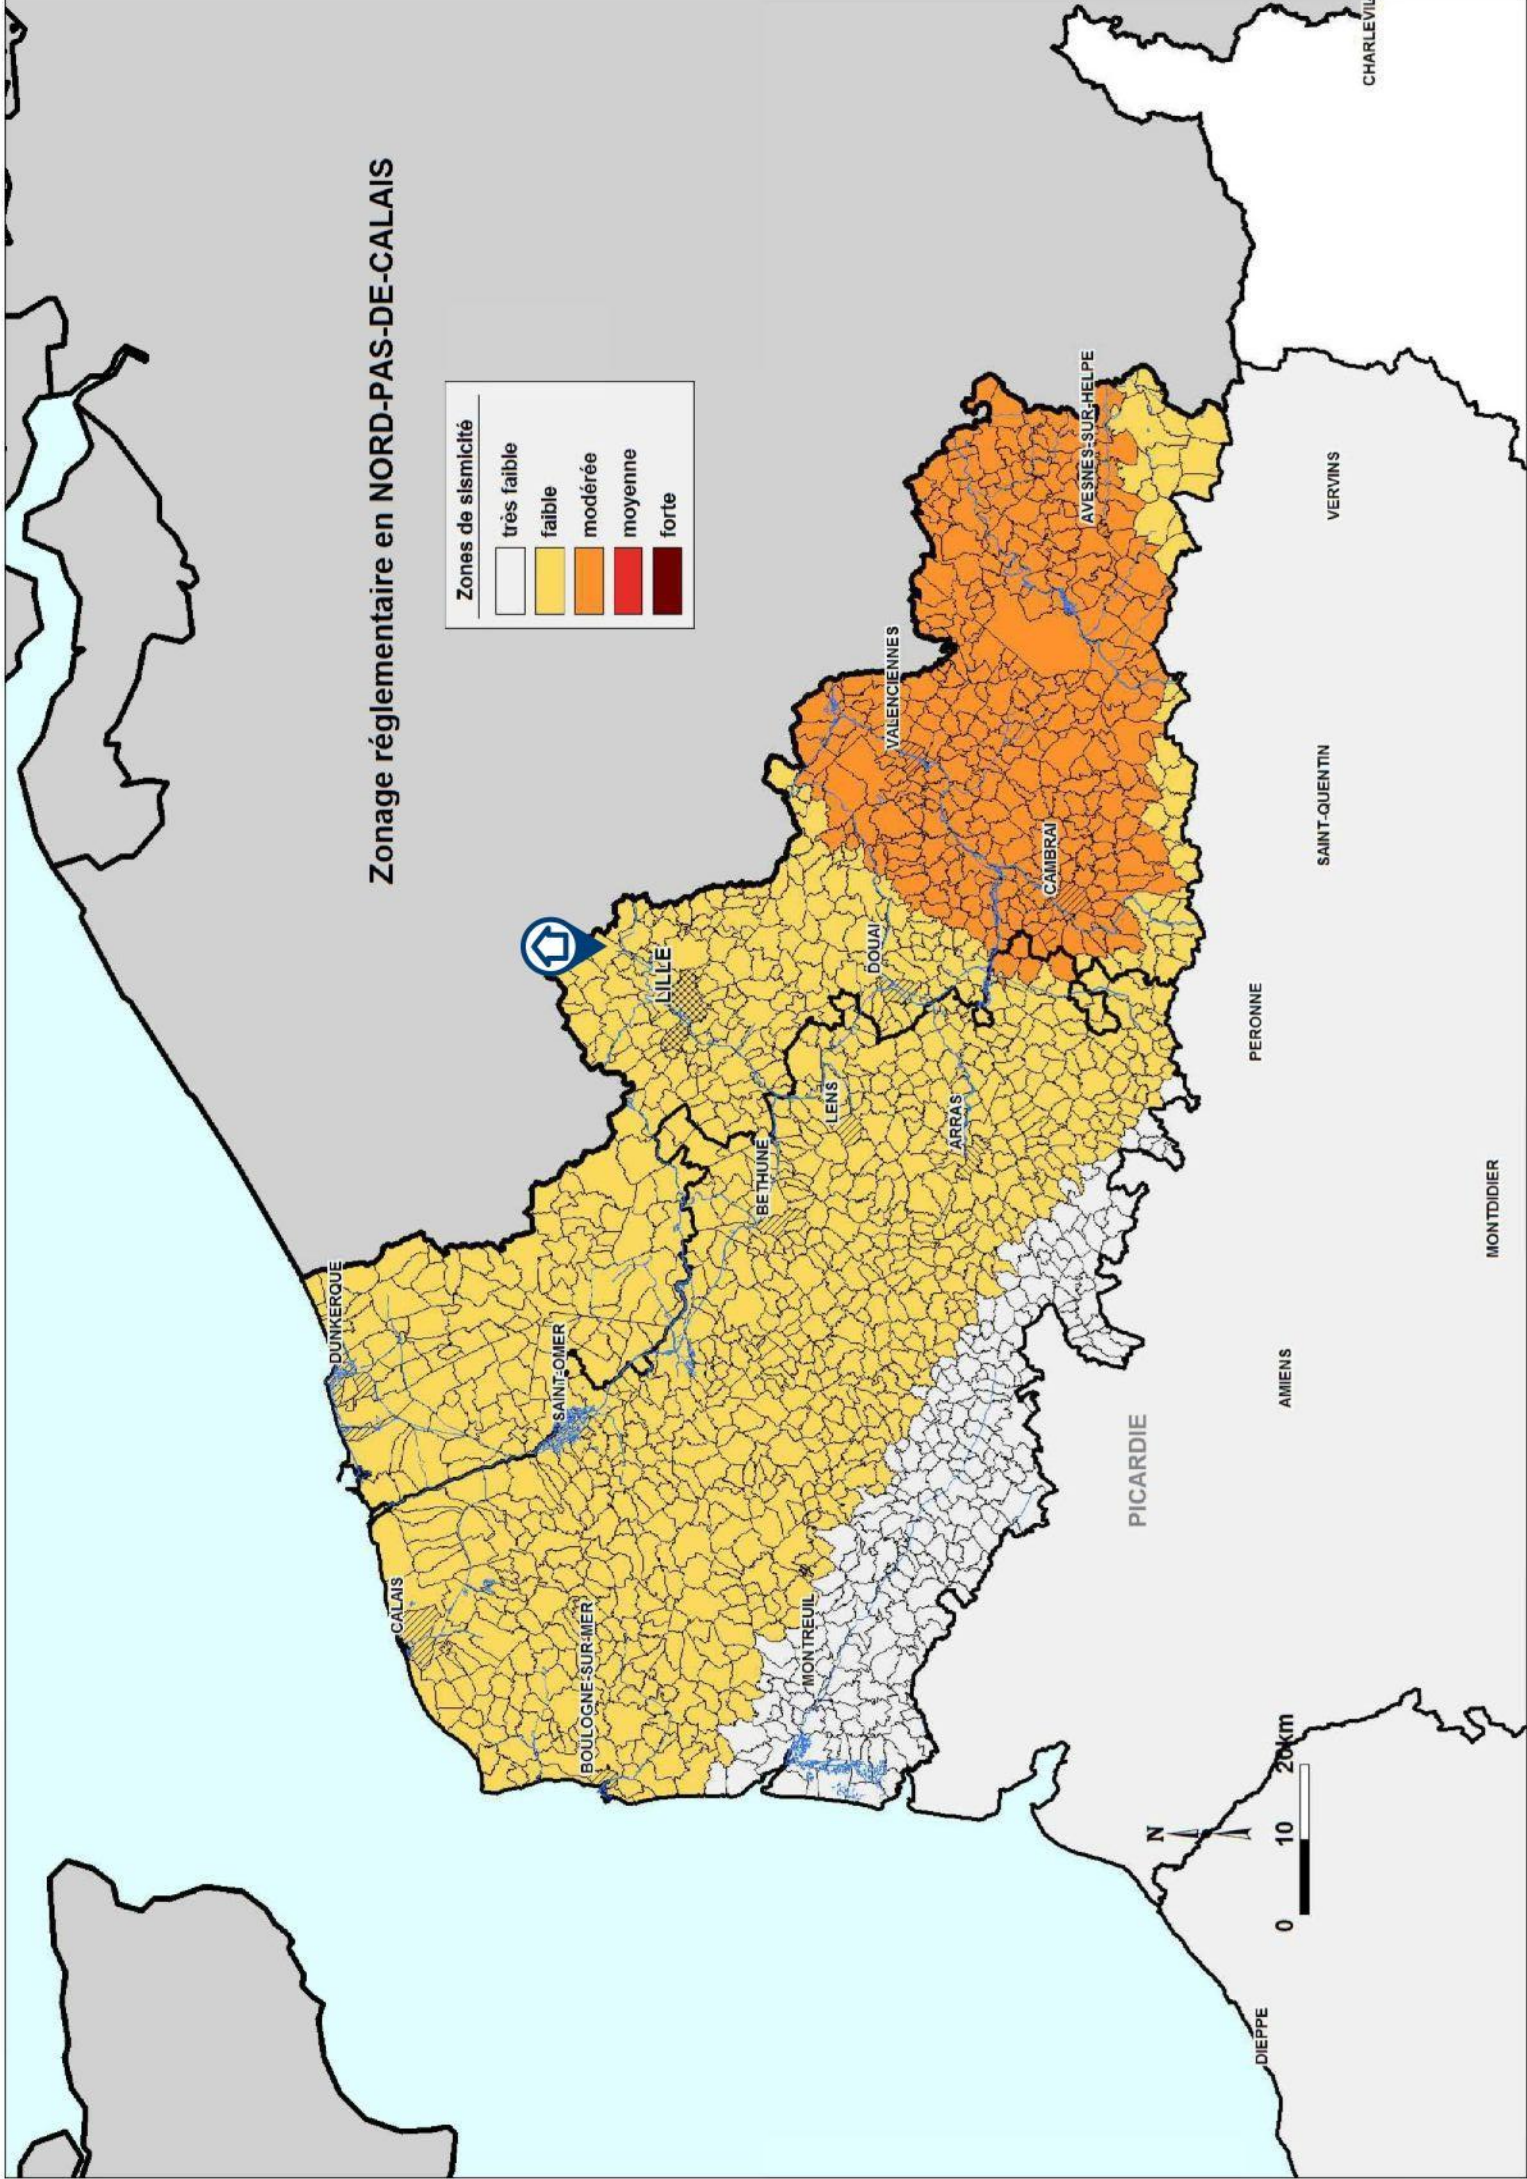 Zonage réglementaire en NORD-PAS-DE-CALAIS
Zones de sismicité
très faible
faible
modérée
moyenne
forte
DUNKERQUE
CALAIS
SAINT-OMER
BOULOGNE-SUR-MER
LILLE
BETHUNE
MONTREUIL
LENS
DOUAI
VALENCIENNES
ARRAS
CAMBRAI
AVESNES-SUR-HELPE
PICARDIE
N
0 10 20km
DIEPPE
AMIENS
PERONNE
SAINT-QUENTIN
VERVINS
CHARLEVIL
MONTDIDIER